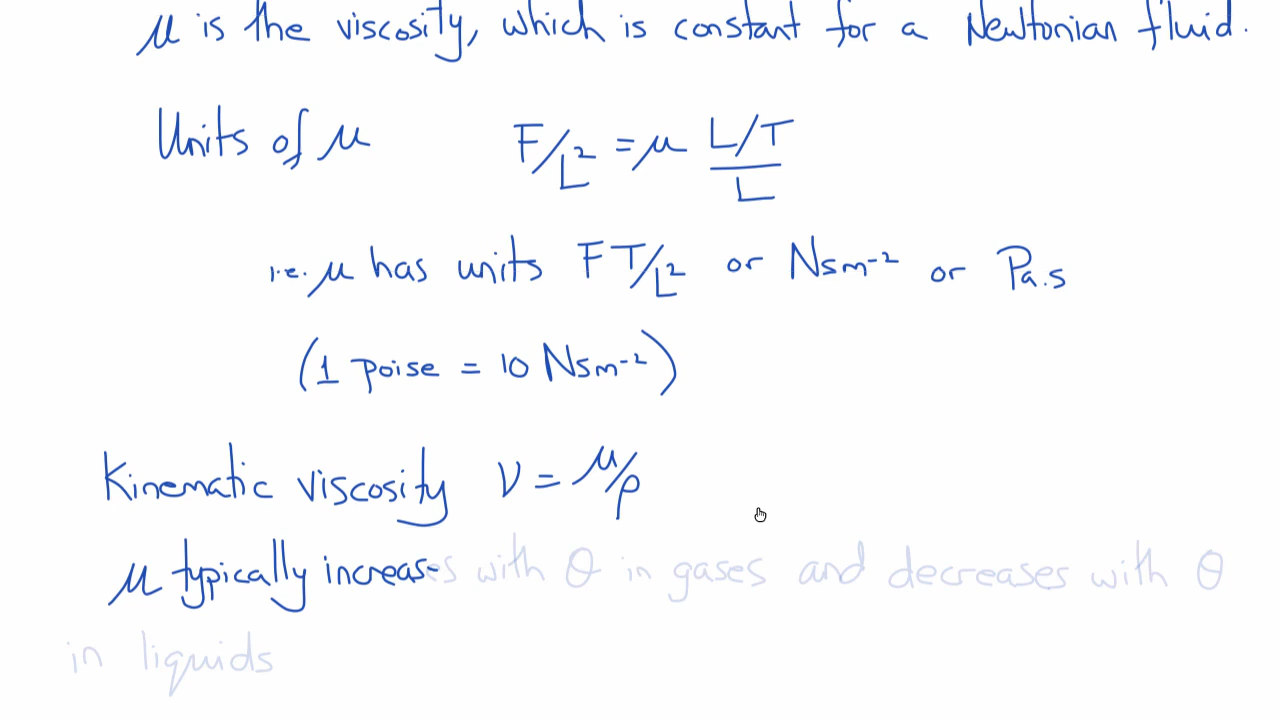 μ is the viscosity, which is constant for a Newtonian fluid.
Units of μ F/L² = μ L/T / L
i.e. μ has units FT/L² or Nsm⁻² or Pa.s
(1 poise = 10 Nsm⁻²)
Kinematic viscosity ν = μ/ρ
μ typically increases with θ in gases and decreases with θ
in liquids